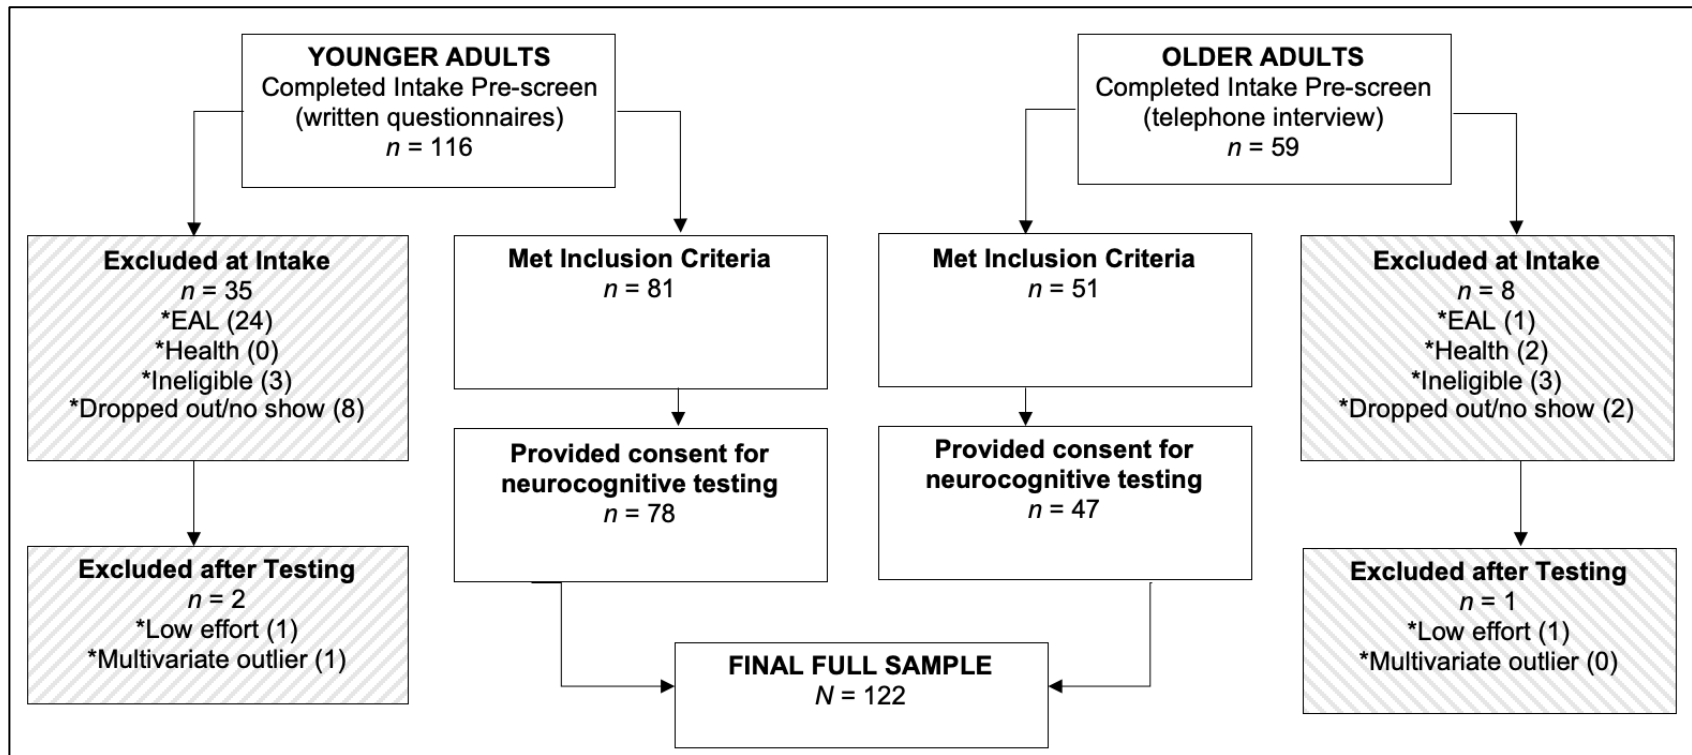 YOUNGER ADULTS
Completed Intake Pre-screen
(written questionnaires)
n = 116
OLDER ADULTS
Completed Intake Pre-screen
(telephone interview)
n = 59
Excluded at Intake
n = 35
*EAL (24)
*Health (0)
*Ineligible (3)
*Dropped out/no show (8)
Met Inclusion Criteria
n = 81
Met Inclusion Criteria
n = 51
Excluded at Intake
n = 8
*EAL (1)
*Health (2)
*Ineligible (3)
*Dropped out/no show (2)
Provided consent for
neurocognitive testing
n = 78
Provided consent for
neurocognitive testing
n = 47
Excluded after Testing
n = 2
*Low effort (1)
*Multivariate outlier (1)
Excluded after Testing
n = 1
*Low effort (1)
*Multivariate outlier (0)
FINAL FULL SAMPLE
N = 122